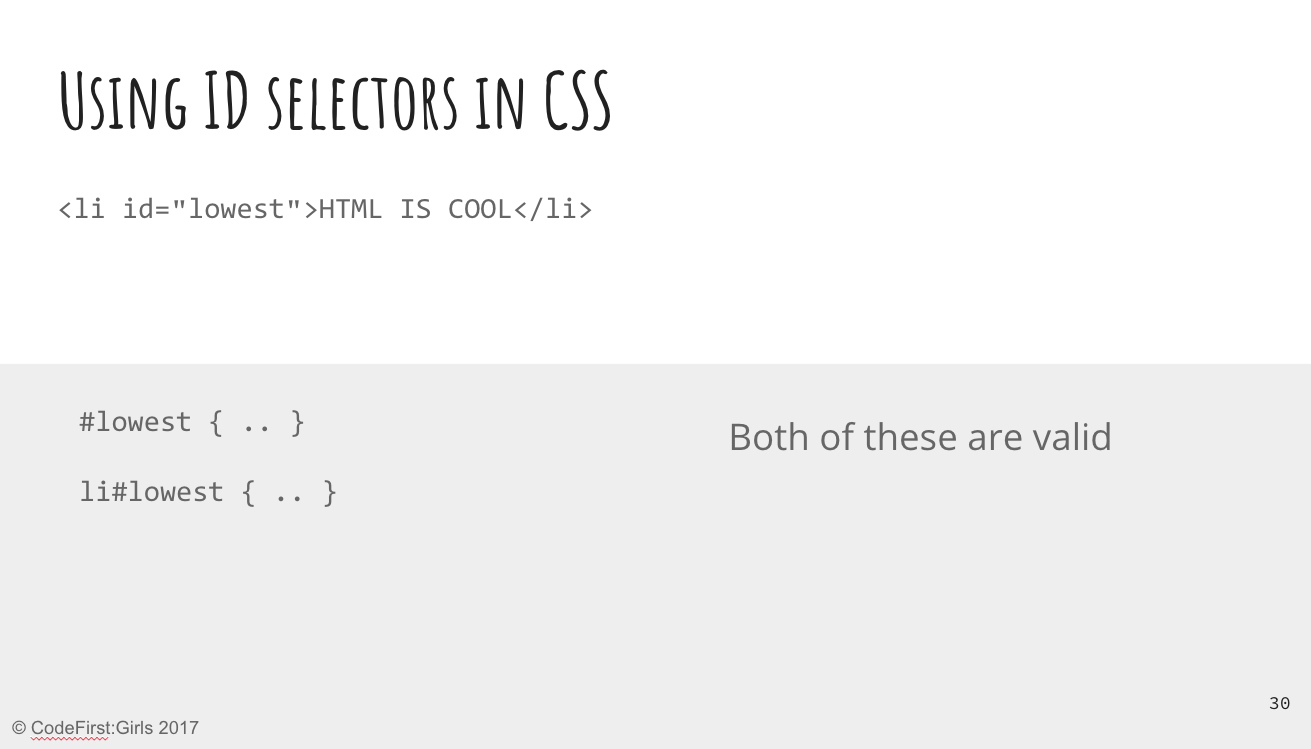 Using ID selectors in CSS
<li id="lowest">HTML IS COOL</li>
#lowest { .. }
Both of these are valid
li#lowest { .. }
30
© CodeFirst:Girls 2017